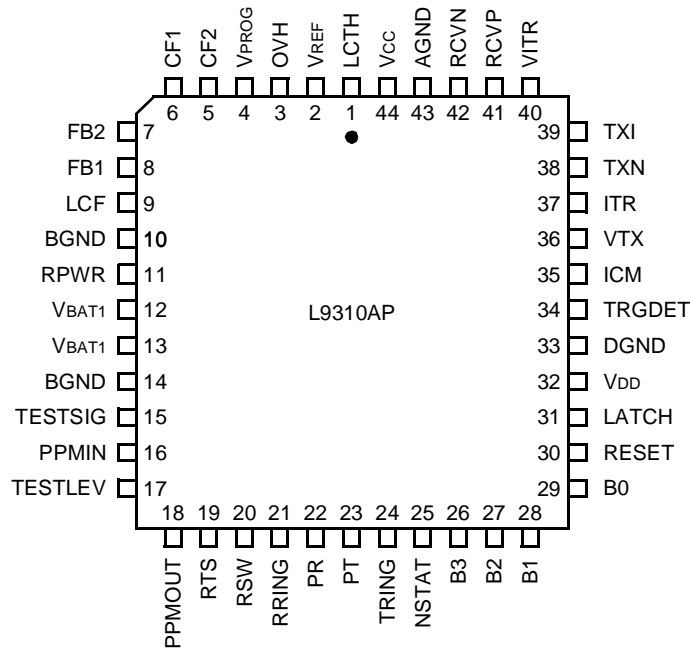 CF1 CF2 VPROG OVH VREF LCTH VCC AGND RCVN RCVP VITR
6 5 4 3 2 1 44 43 42 41 40
FB2 7 39 TXI
FB1 8 38 TXN
LCF 9 37 ITR
BGND 10 36 VTX
RPWR 11 35 ICM
VBAT1 12 L9310AP 34 TRGDET
VBAT1 13 33 DGND
BGND 14 32 VDD
TESTSIG 15 31 LATCH
PPMIN 16 30 RESET
TESTLEV 17 29 B0
18 19 20 21 22 23 24 25 26 27 28
PPMOUT RTS RSW RRING PR PT TRING NSTAT B3 B2 B1